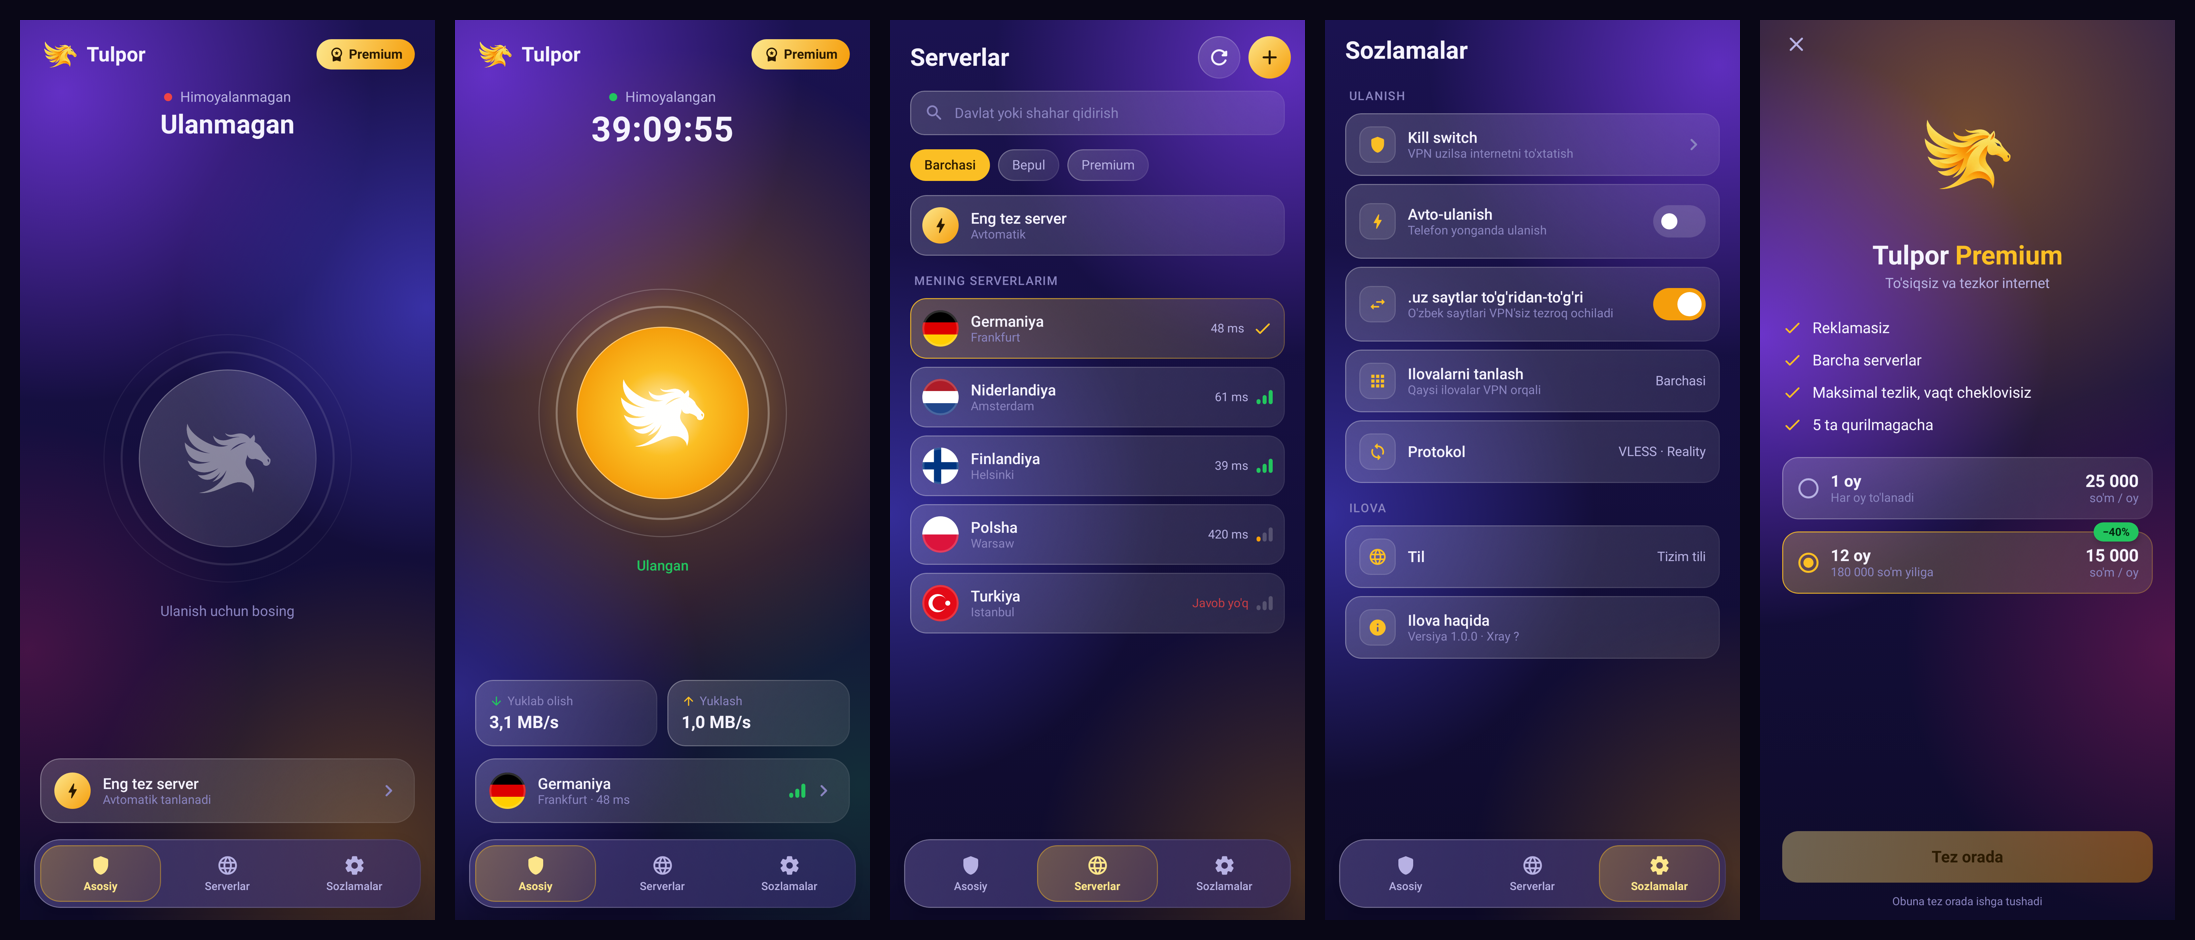 Tulpor
Premium
Himoyalanmagan
Ulanmagan
Ulanish uchun bosing
Eng tez server
Avtomatik tanlanadi
Asosiy
Serverlar
Sozlamalar
Tulpor
Premium
Himoyalangan
39:09:55
Ulangan
Yuklab olish
3,1 MB/s
Yuklash
1,0 MB/s
Germaniya
Frankfurt · 48 ms
Asosiy
Serverlar
Sozlamalar
Serverlar
Davlat yoki shahar qidirish
Barchasi
Bepul
Premium
Eng tez server
Avtomatik
MENING SERVERLARIM
Germaniya
Frankfurt
48 ms
Niderlandiya
Amsterdam
61 ms
Finlandiya
Helsinki
39 ms
Polsha
Warsaw
420 ms
Turkiya
Istanbul
Javob yo'q
Asosiy
Serverlar
Sozlamalar
Sozlamalar
ULANISH
Kill switch
VPN uzilsa internetni to'xtatish
Avto-ulanish
Telefon yonganda ulanish
.uz saytlar to'g'ridan-to'g'ri
O'zbek saytlari VPN'siz tezroq ochiladi
Ilovalarni tanlash
Qaysi ilovalar VPN orqali
Barchasi
Protokol
VLESS · Reality
ILOVA
Til
Tizim tili
Ilova haqida
Versiya 1.0.0 · Xray ?
Asosiy
Serverlar
Sozlamalar
Tulpor Premium
To'siqsiz va tezkor internet
Reklamasiz
Barcha serverlar
Maksimal tezlik, vaqt cheklovisiz
5 ta qurilmagacha
1 oy
Har oy to'lanadi
25 000
so'm / oy
−40%
12 oy
180 000 so'm yiliga
15 000
so'm / oy
Tez orada
Obuna tez orada ishga tushadi